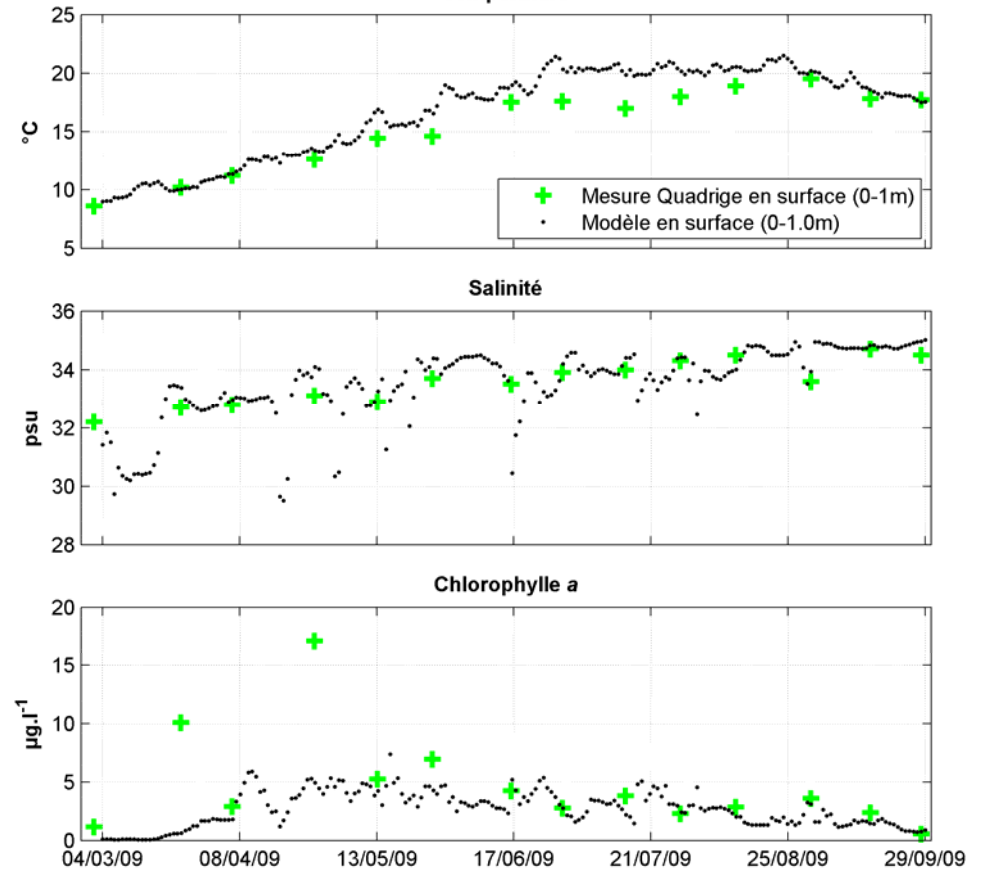 25
20
15
10
5
°C
Mesure Quadrige en surface (0-1m)
Modèle en surface (0-1.0m)
Salinité
36
34
32
30
28
psu
Chlorophylle a
20
15
10
5
0
µg.l-1
04/03/09 08/04/09 13/05/09 17/06/09 21/07/09 25/08/09 29/09/09